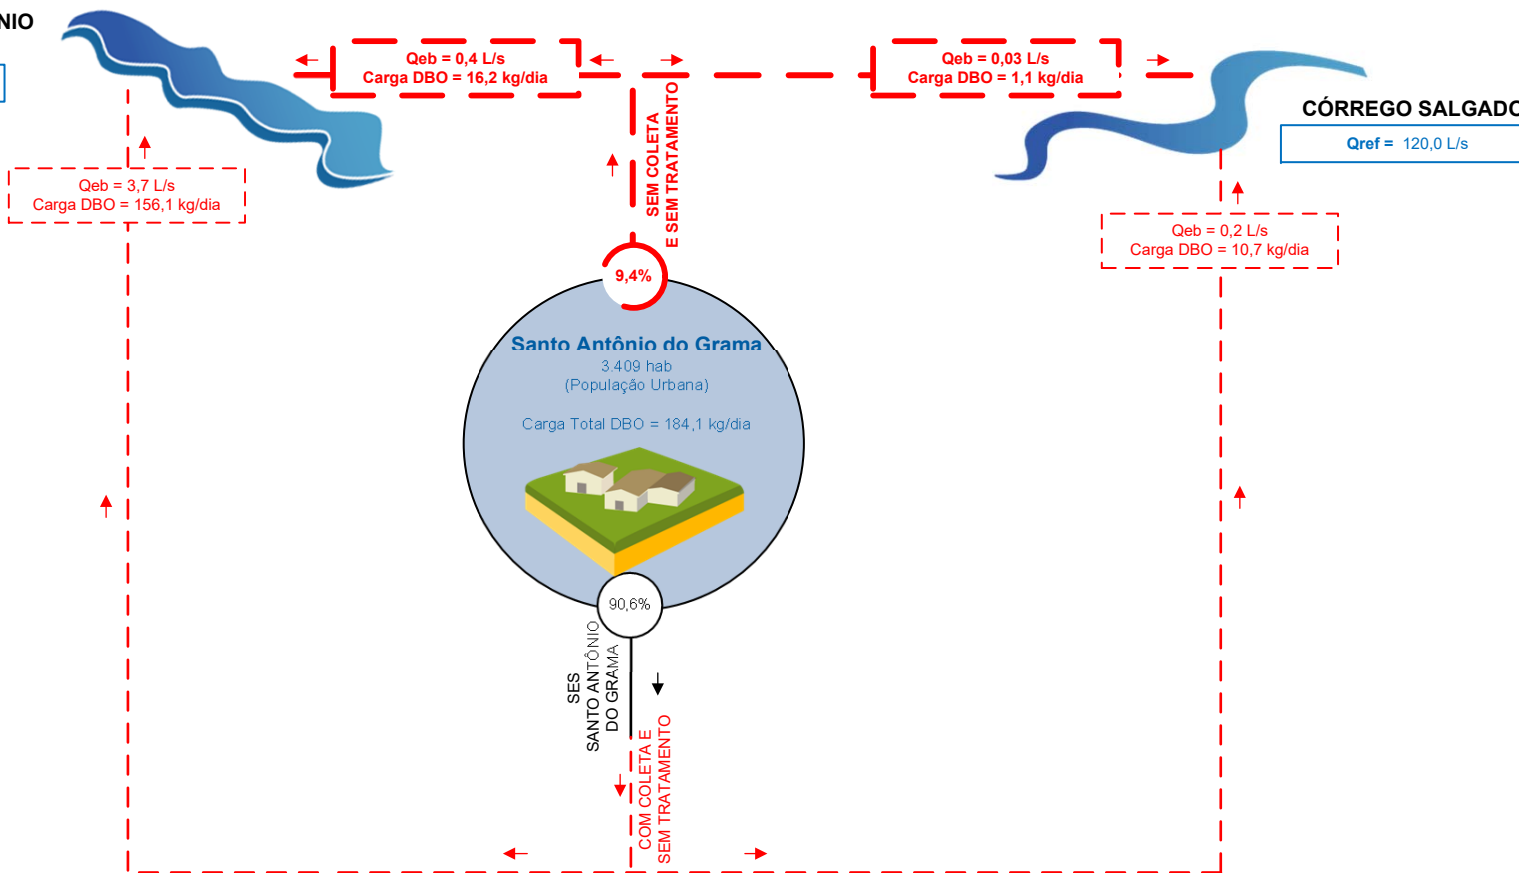 NIO
Qeb = 0,4 L/s
Carga DBO = 16,2 kg/dia
Qeb = 0,03 L/s
Carga DBO = 1,1 kg/dia
CÓRREGO SALGADO
Qref = 120,0 L/s
SEM COLETA
E SEM TRATAMENTO
Qeb = 3,7 L/s
Carga DBO = 156,1 kg/dia
Qeb = 0,2 L/s
Carga DBO = 10,7 kg/dia
9,4%
Santo Antônio do Grama
3.409 hab
(População Urbana)
Carga Total DBO = 184,1 kg/dia
90,6%
SES
SANTO ANTÔNIO
DO GRAMA
COM COLETA E
SEM TRATAMENTO